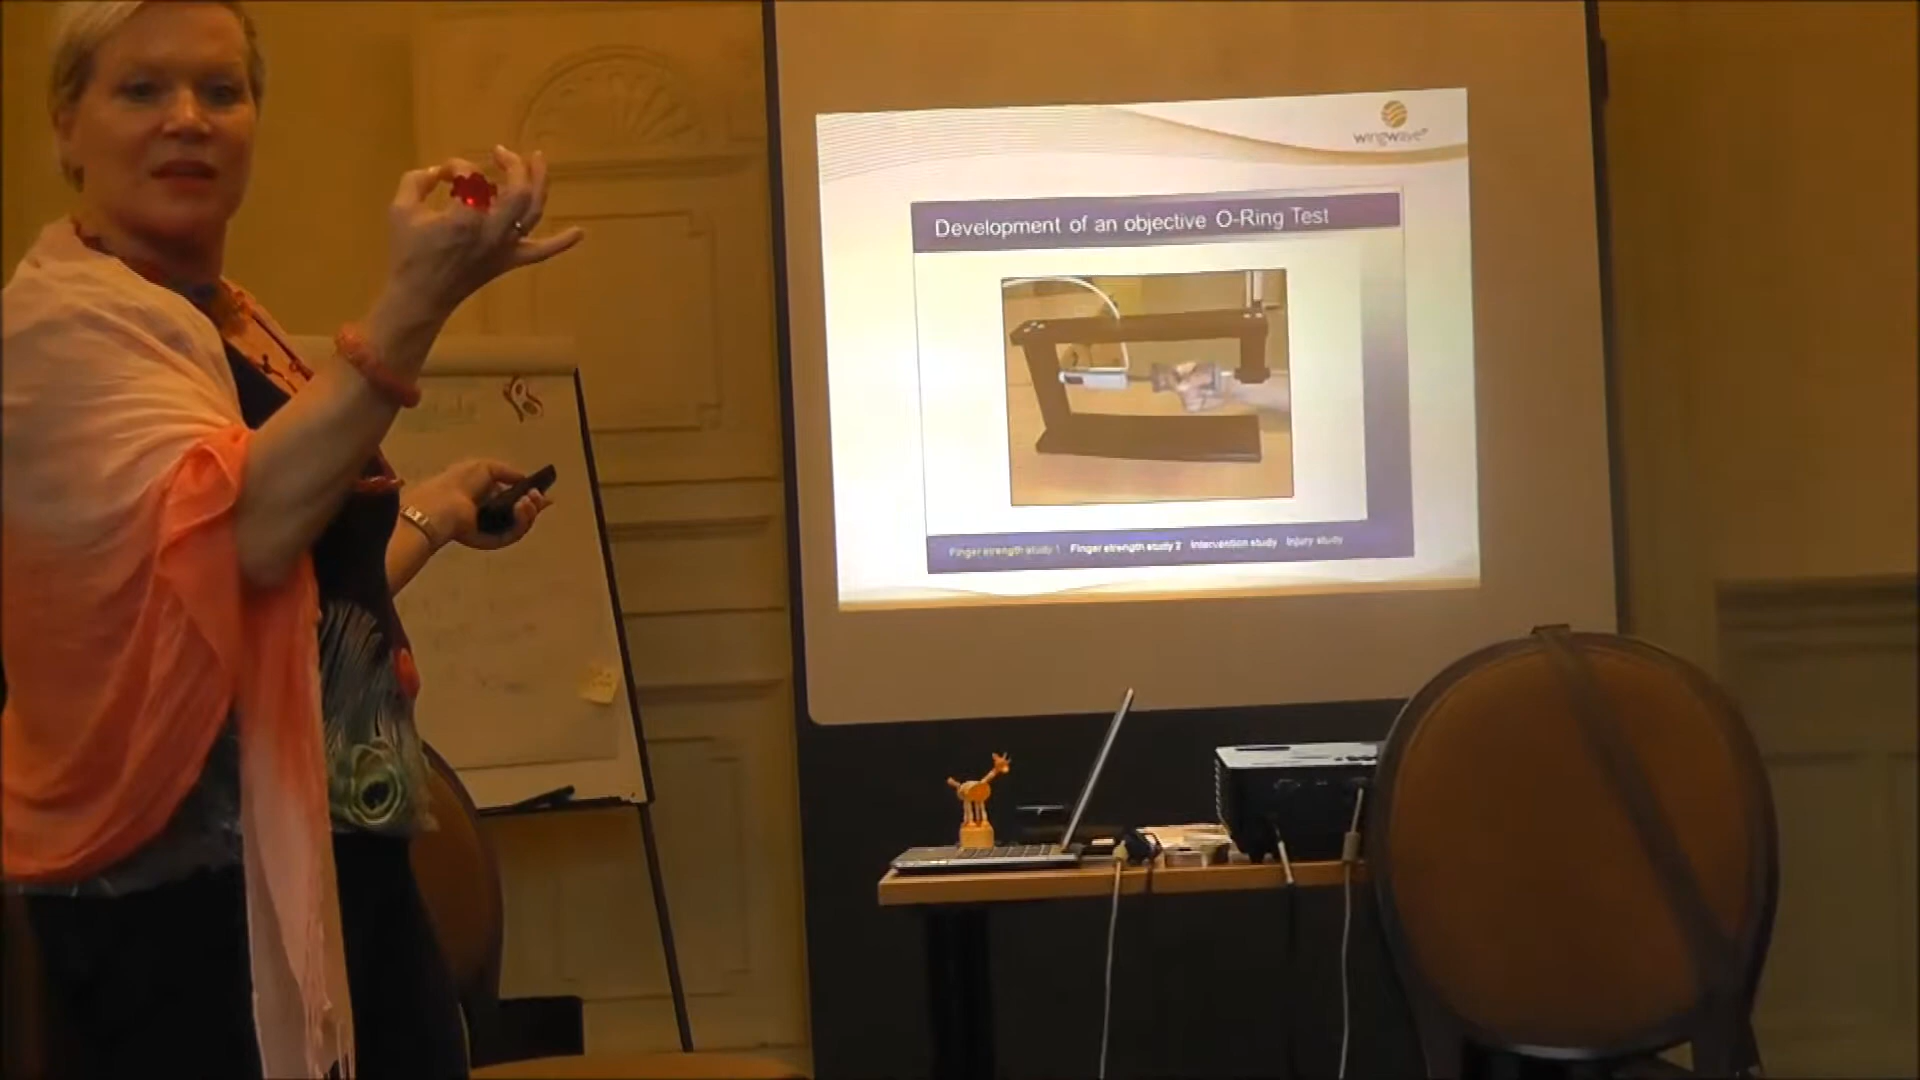 wingwave®
Development of an objective O-Ring Test
Finger strength study 1 Finger strength study 2 Intervention study Injury study